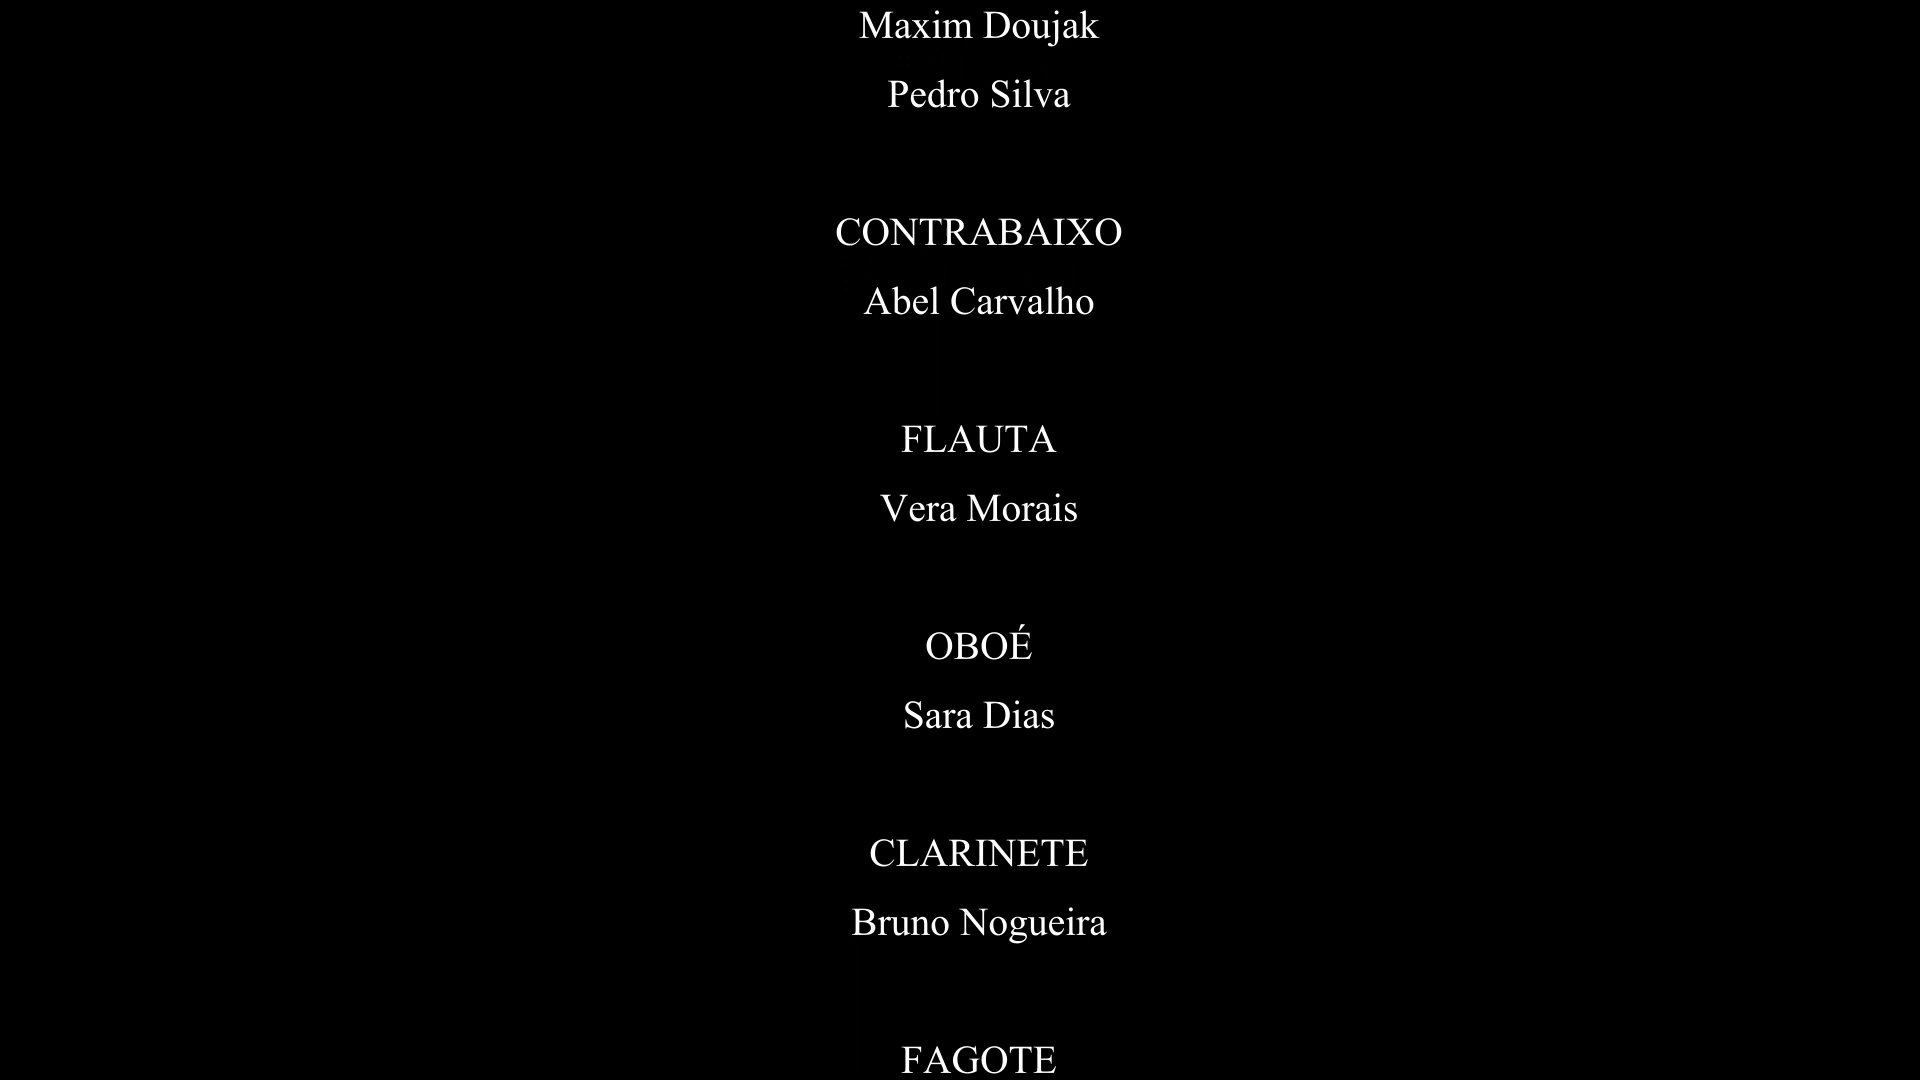 Maxim Doujak
Pedro Silva
CONTRABAIXO
Abel Carvalho
FLAUTA
Vera Morais
OBOÉ
Sara Dias
CLARINETE
Bruno Nogueira
FAGOTE